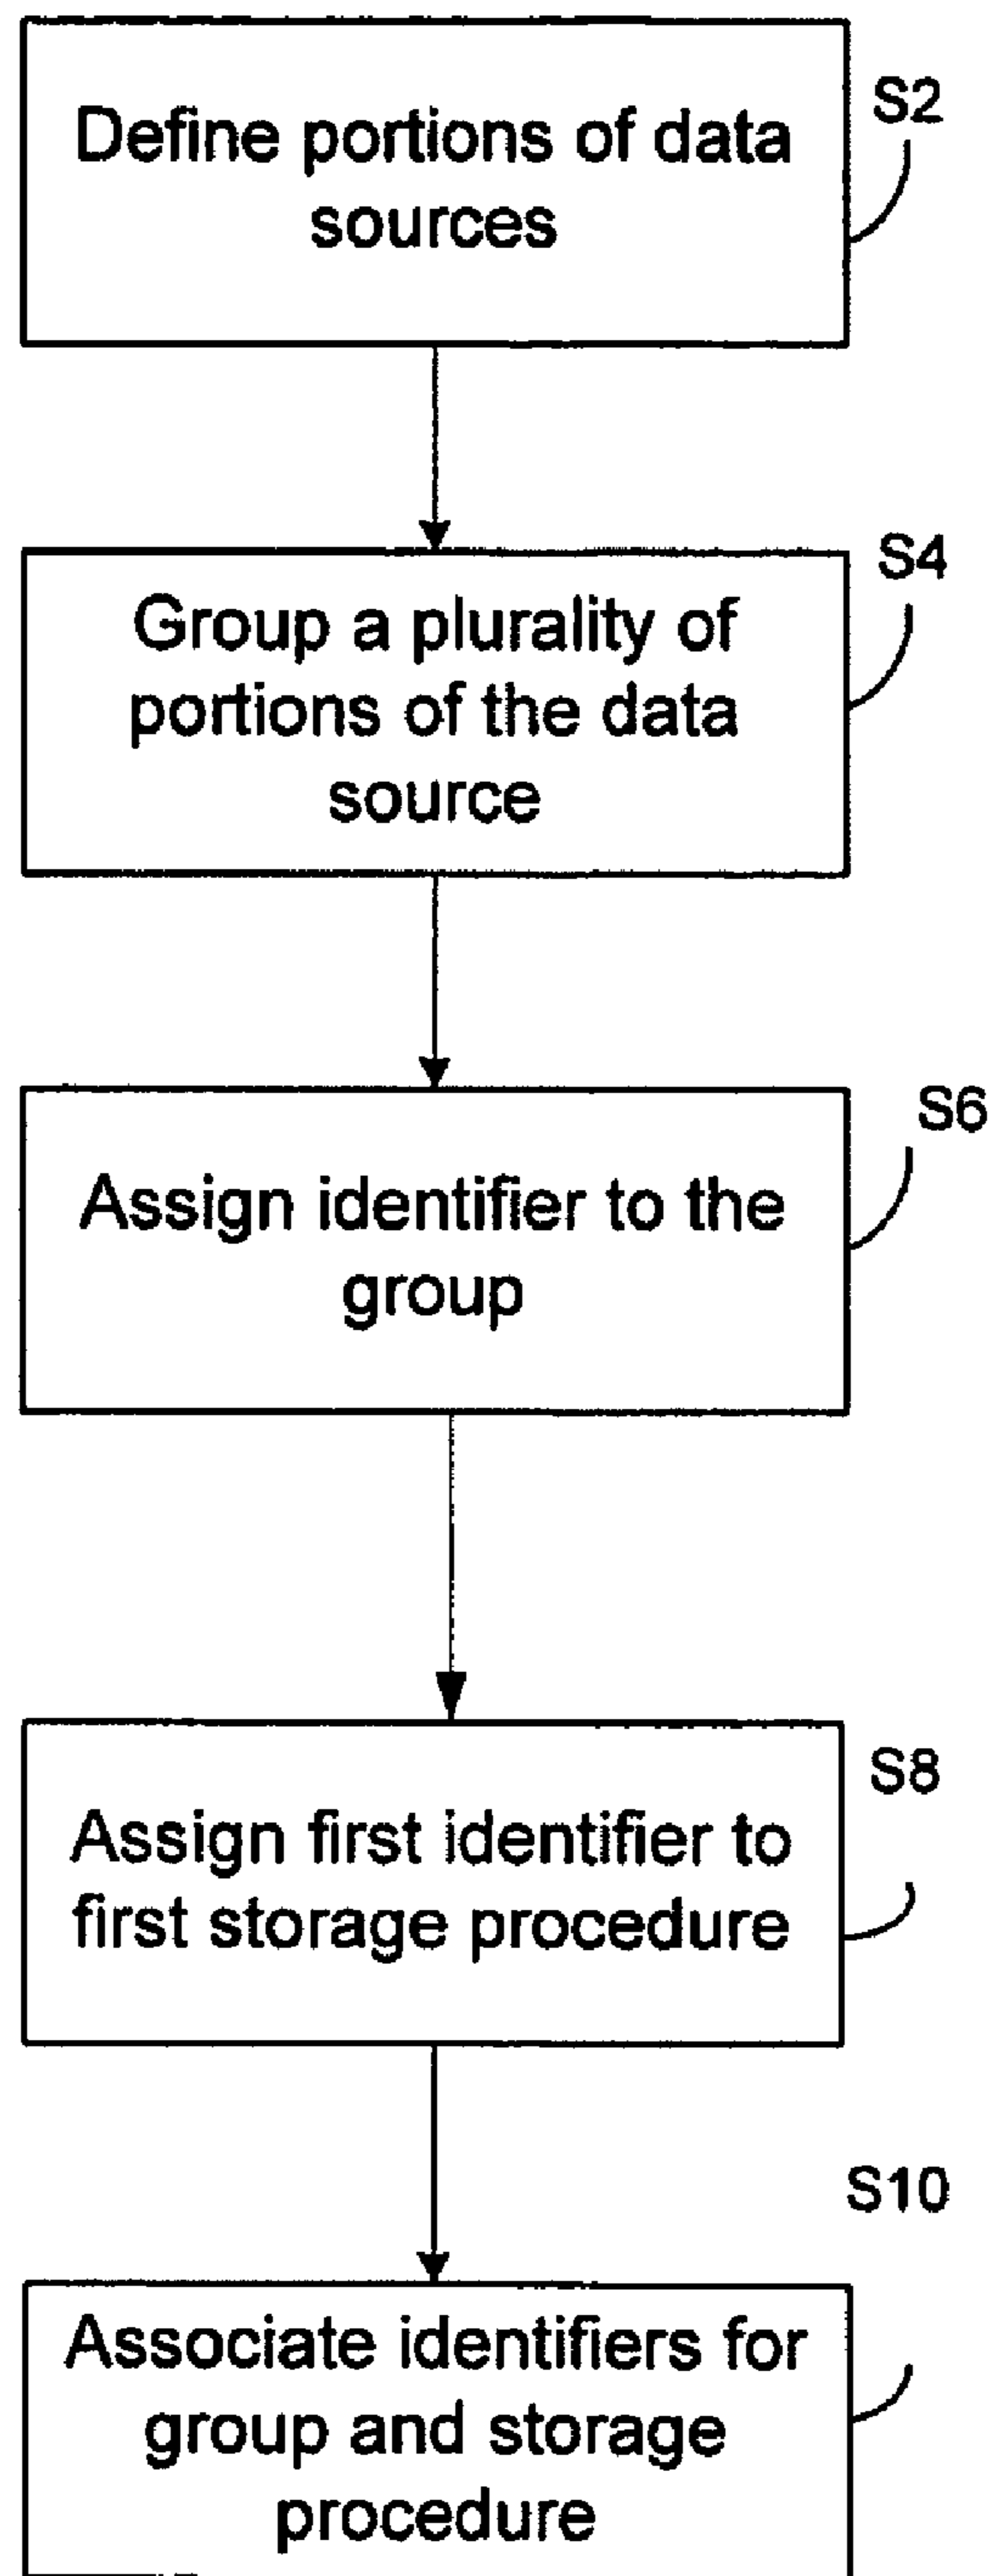 Define portions of data
sources
S2
Group a plurality of
portions of the data
source
S4
Assign identifier to the
group
S6
Assign first identifier to
first storage procedure
S8
Associate identifiers for
group and storage
procedure
S10